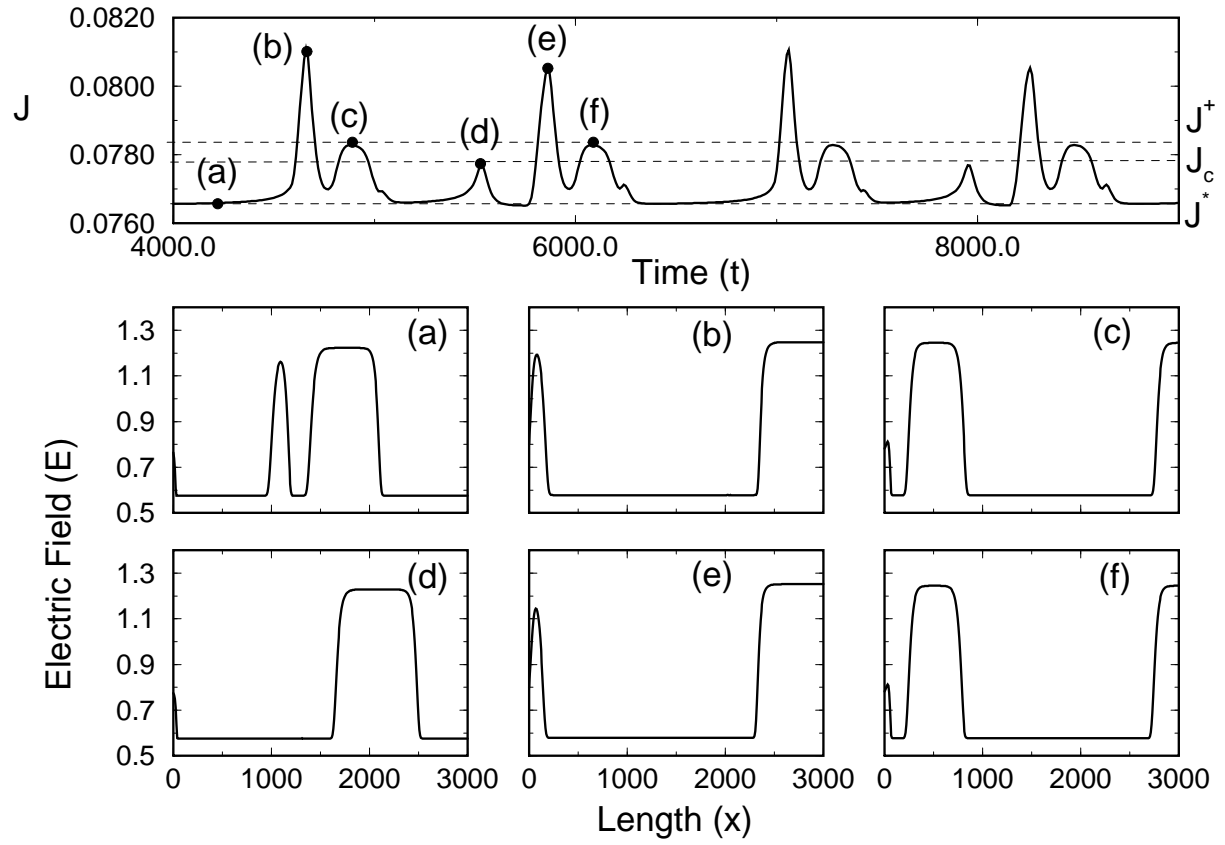 0.0820
0.0800
0.0780
0.0760
J
(a)
(b)
(c)
(d)
(e)
(f)
J+
Jc
J*
4000.0 6000.0 8000.0
Time (t)
1.3
1.1
0.9
0.7
0.5
(a)
(b)
(c)
Electric Field (E)
1.3
1.1
0.9
0.7
0.5
(d)
(e)
(f)
0 1000 2000 3000
0 1000 2000 3000
0 1000 2000 3000
Length (x)